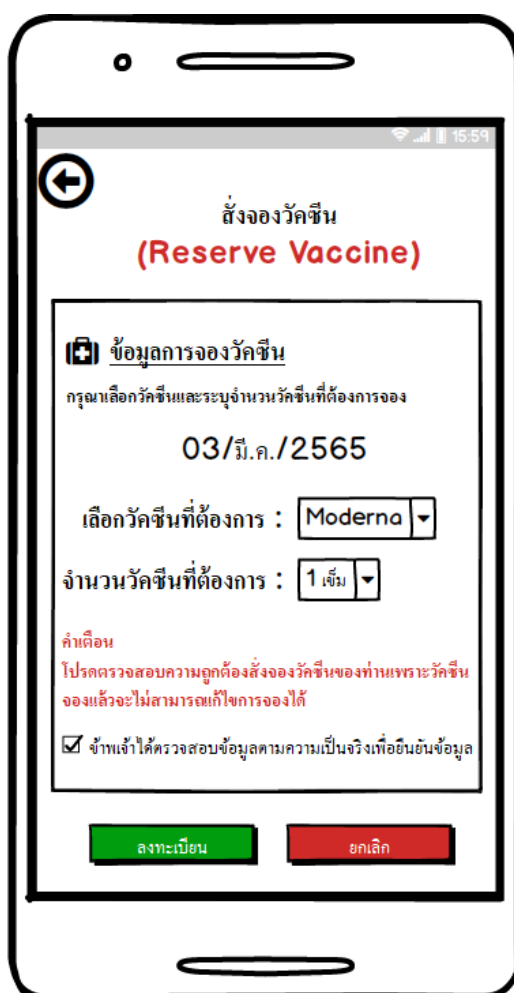 15:59
สั่งจองวัคซีน
(Reserve Vaccine)
ข้อมูลการจองวัคซีน
กรุณาเลือกวัคซีนและระบุจำนวนวัคซีนที่ต้องการจอง
03/มี.ค./2565
เลือกวัคซีนที่ต้องการ : Moderna
จำนวนวัคซีนที่ต้องการ : 1 เข็ม
คำเตือน
โปรดตรวจสอบความถูกต้องสั่งจองวัคซีนของท่านเพราะวัคซีน
จองแล้วจะไม่สามารถแก้ไขการจองได้
ข้าพเจ้าได้ตรวจสอบข้อมูลตามความเป็นจริงเพื่อยืนยันข้อมูล
ลงทะเบียน ยกเลิก